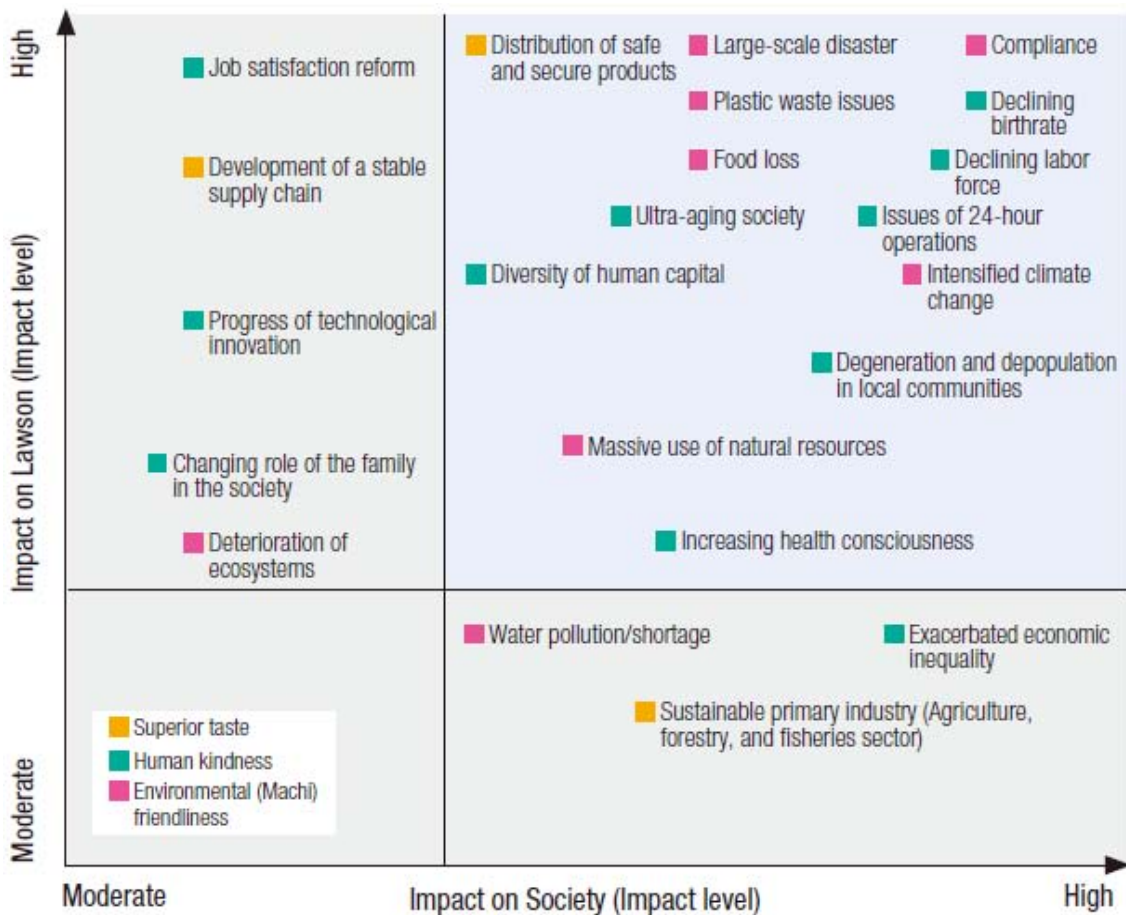 High
Job satisfaction reform
Development of a stable
supply chain
Progress of technological
innovation
Changing role of the family
in the society
Deterioration of
ecosystems
Distribution of safe
and secure products
Large-scale disaster
Compliance
Plastic waste issues
Declining
birthrate
Food loss
Declining labor
force
Ultra-aging society
Issues of 24-hour
operations
Diversity of human capital
Intensified climate
change
Degeneration and depopulation
in local communities
Massive use of natural resources
Increasing health consciousness
Water pollution/shortage
Exacerbated economic
inequality
Sustainable primary industry (Agriculture,
forestry, and fisheries sector)
Superior taste
Human kindness
Environmental (Machi)
friendliness
Impact on Lawson (Impact level)
Moderate
Moderate
Impact on Society (Impact level)
High